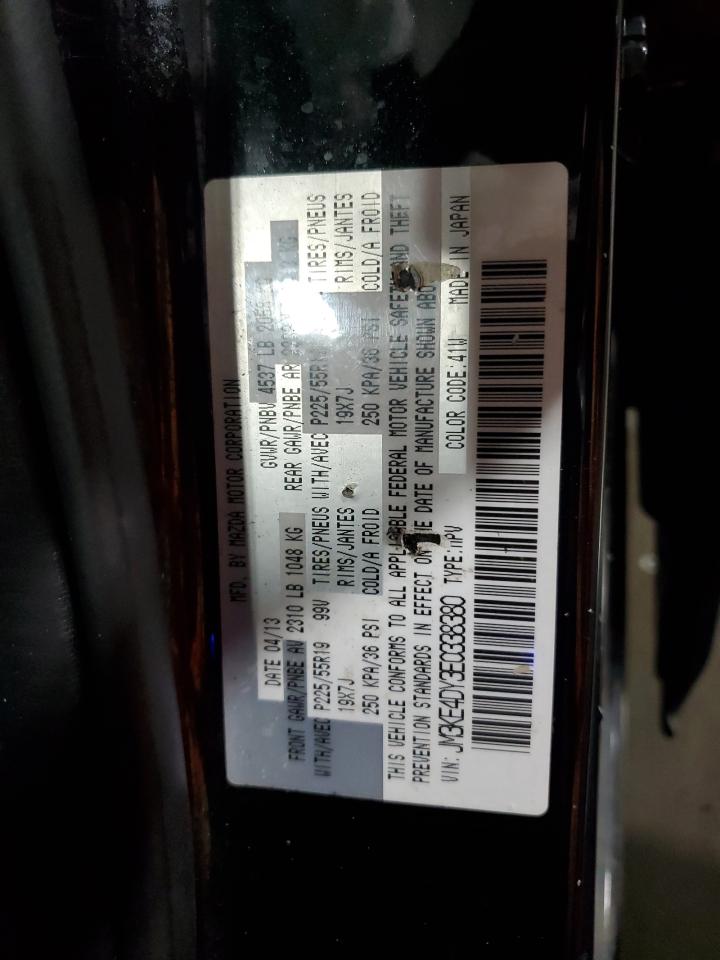 MFD. BY MAZDA MOTOR CORPORATION
DATE 04/13 GVWR/PNBV 4537 LB
FRONT GAWR/PNBE AV 2310 LB 1048 KG REAR GAWR/PNBE AR KG
WITH/AVEC P225/55R19 99V TIRES/PNEUS WITH/AVEC P225/55R19 TIRES/PNEUS
19X7J RIMS/JANTES 19X7J RIMS/JANTES
250 KPA/36 PSI COLD/A FROID 250 KPA/36 PSI COLD/A FROID
THIS VEHICLE CONFORMS TO ALL APPLICABLE FEDERAL MOTOR VEHICLE SAFETY AND THEFT
PREVENTION STANDARDS IN EFFECT ON THE DATE OF MANUFACTURE SHOWN ABOVE
VIN: JM3KE4DY3E0338380 TYPE: MPV COLOR CODE: 41W MADE IN JAPAN